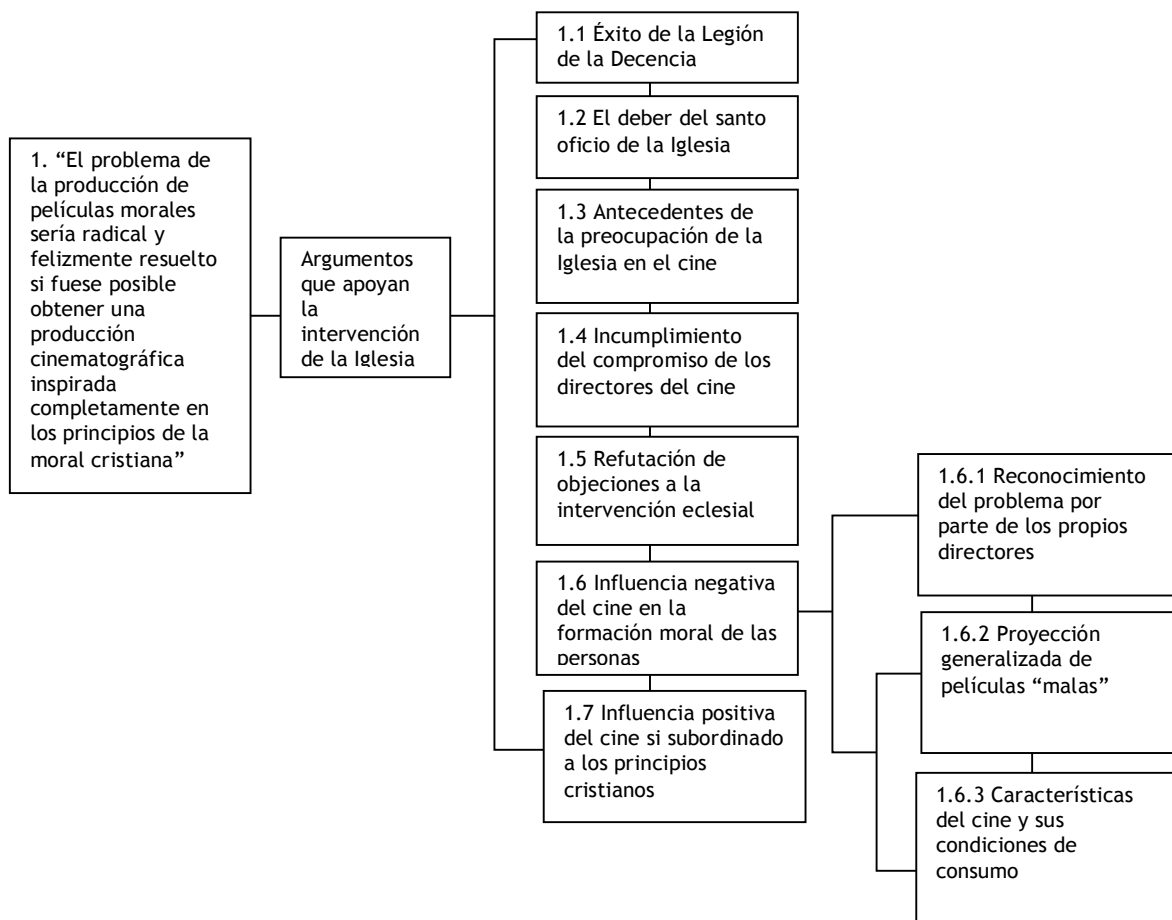 1. “El problema de
la producción de
películas morales
sería radical y
felizmente resuelto
si fuese posible
obtener una
producción
cinematográfica
inspirada
completamente en
los principios de la
moral cristiana”
Argumentos
que apoyan
la
intervención
de la Iglesia
1.1 Éxito de la Legión
de la Decencia
1.2 El deber del santo
oficio de la Iglesia
1.3 Antecedentes de
la preocupación de la
Iglesia en el cine
1.4 Incumplimiento
del compromiso de los
directores del cine
1.5 Refutación de
objeciones a la
intervención eclesial
1.6 Influencia negativa
del cine en la
formación moral de las
personas
1.7 Influencia positiva
del cine si subordinado
a los principios
cristianos
1.6.1 Reconocimiento
del problema por
parte de los propios
directores
1.6.2 Proyección
generalizada de
películas “malas”
1.6.3 Características
del cine y sus
condiciones de
consumo